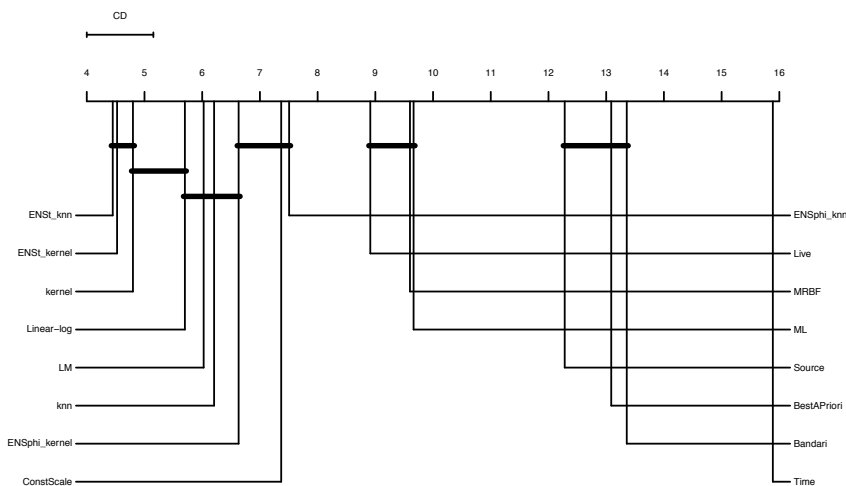 CD
4 5 6 7 8 9 10 11 12 13 14 15 16
ENSt_knn
ENSt_kernel
kernel
Linear−log
LM
knn
ENSphi_kernel
ConstScale
ENSphi_knn
Live
MRBF
ML
Source
BestAPriori
Bandari
Time